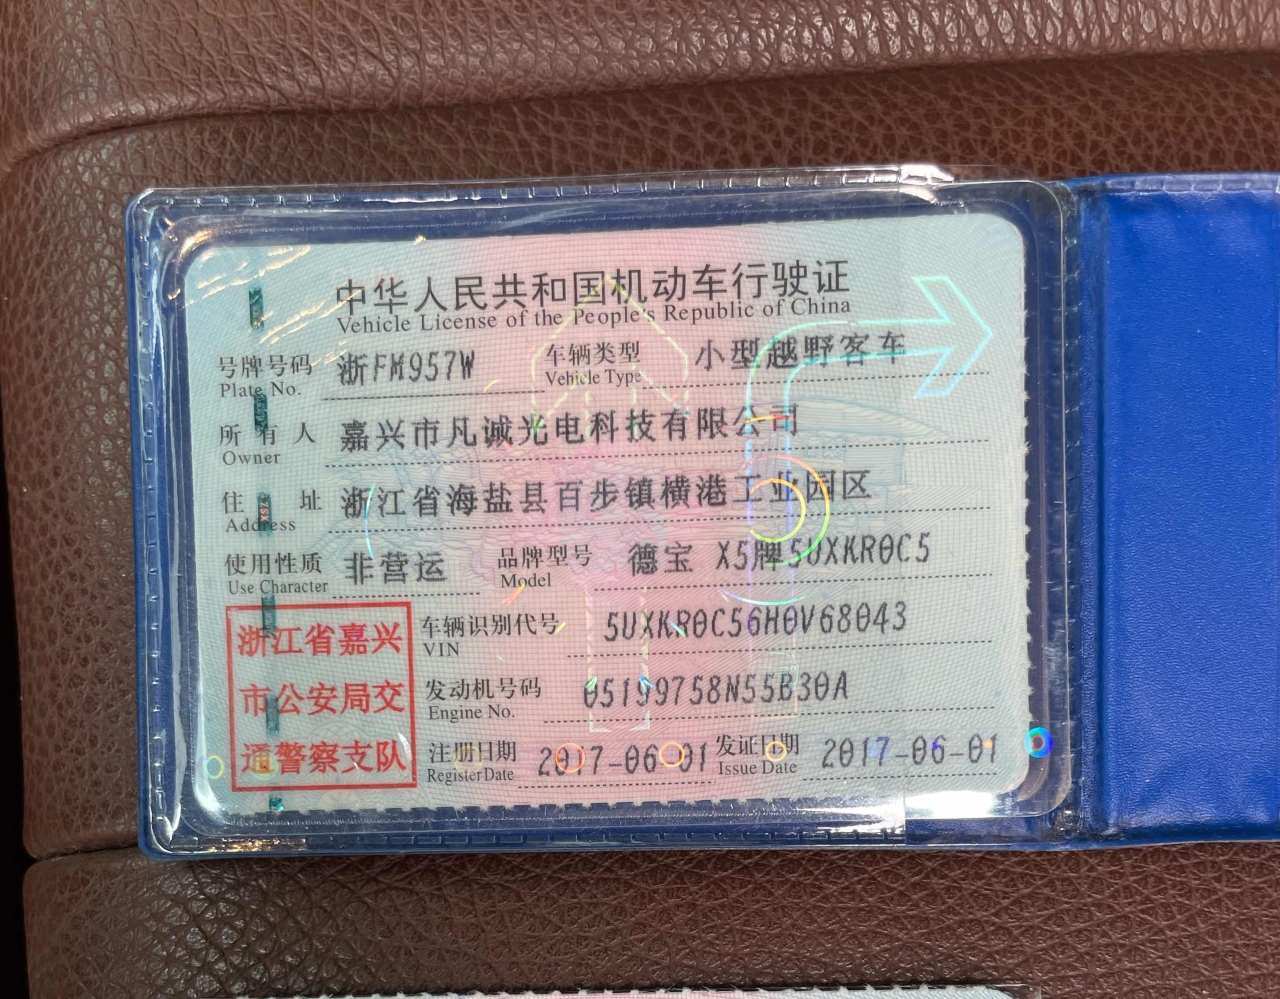 中华人民共和国机动车行驶证
Vehicle License of the People's Republic of China
号牌号码 浙FM957W 车辆类型 小型越野客车
Plate No. Vehicle Type
所有人 嘉兴市凡诚光电科技有限公司
Owner
住址 浙江省海盐县百步镇横港工业园区
Address
使用性质 非营运 品牌型号 德宝 X5牌5UXKR0C5
Use Character Model
浙江省嘉兴
市公安局交
通警察支队
车辆识别代号 5UXKR0C56H0V68043
VIN
发动机号码 05199758N55B30A
Engine No.
注册日期 2017-06-01 发证日期 2017-06-01
Register Date Issue Date